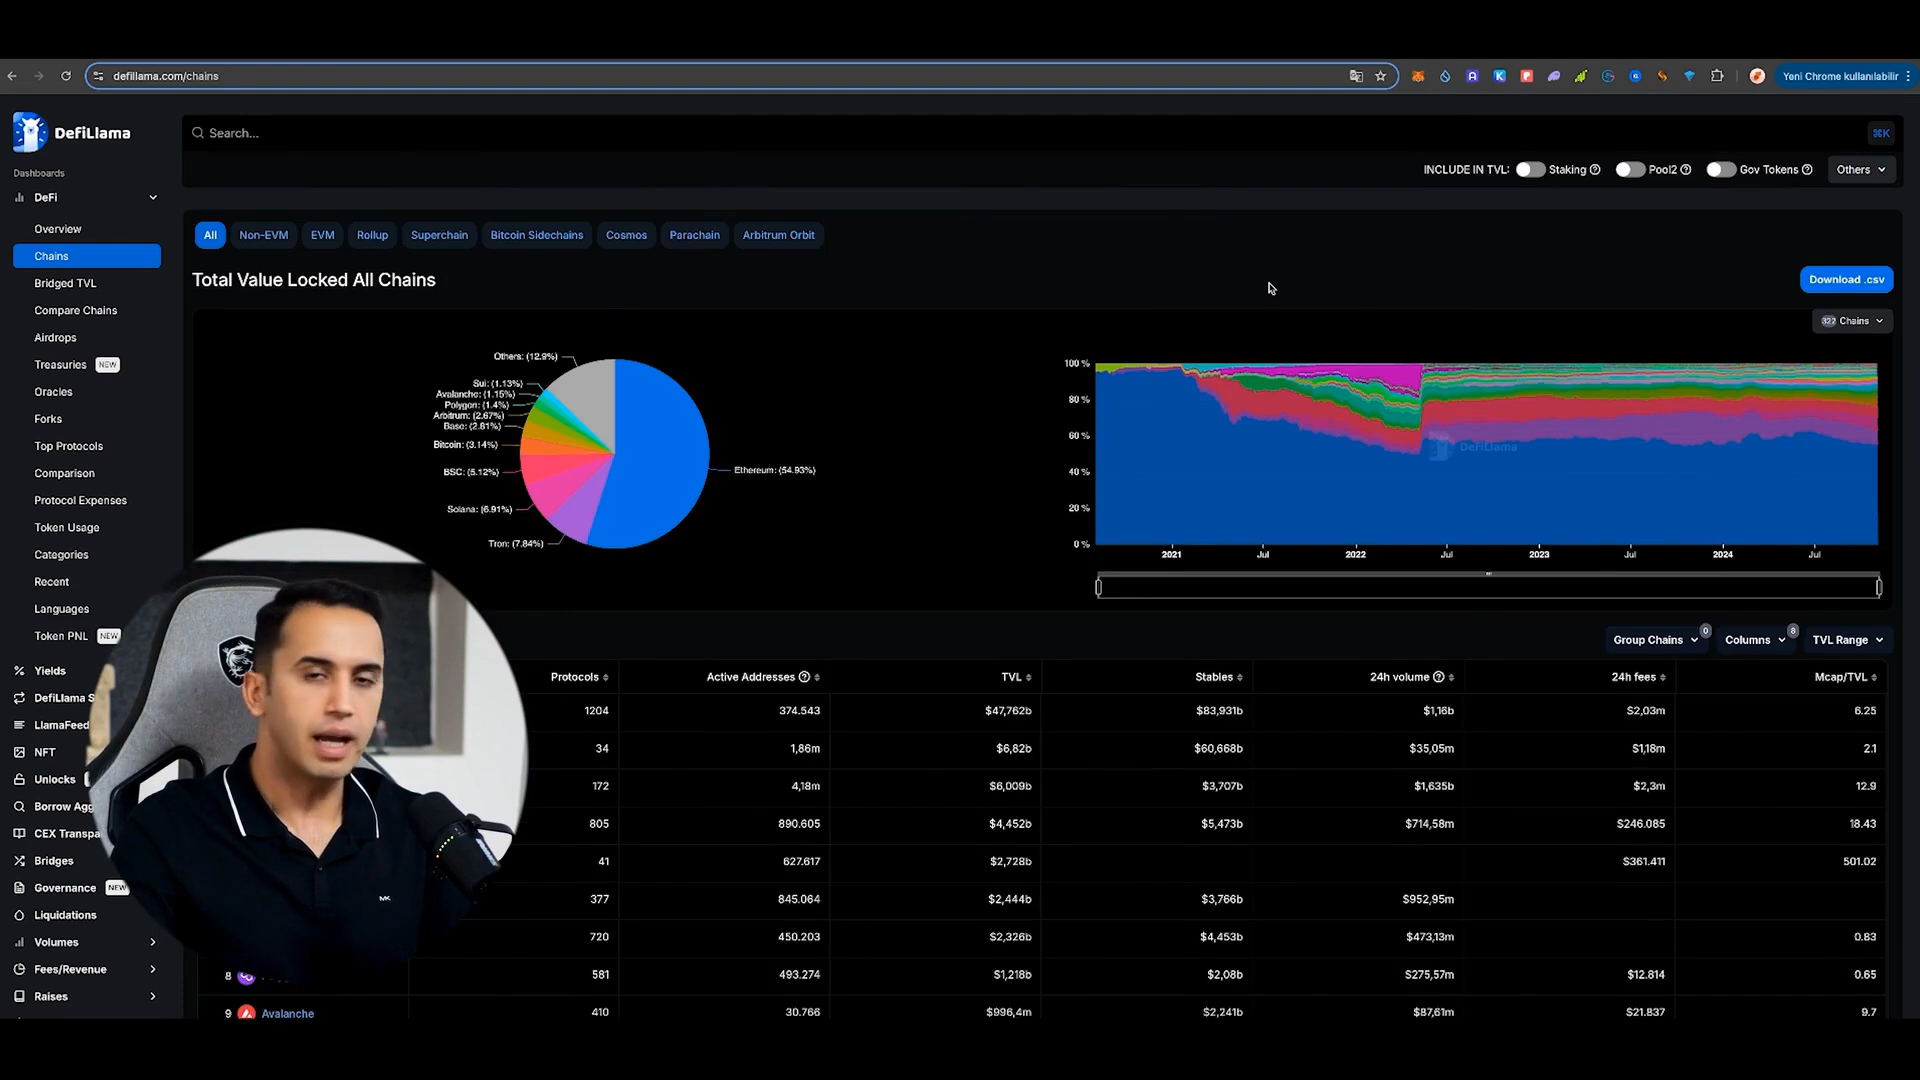 defillama.com/chains
Yeni Chrome kullanılabilir
DefiLlama
Search...
⌘K
INCLUDE IN TVL: Staking Pool2 Gov Tokens Others
Dashboards
DeFi
Overview
Chains
Bridged TVL
Compare Chains
Airdrops
Treasuries NEW
Oracles
Forks
Top Protocols
Comparison
Protocol Expenses
Token Usage
Categories
Recent
Languages
Token PNL NEW
Yields
DefiLlama S
LlamaFeed
NFT
Unlocks
Borrow Agg
CEX Transpa
Bridges
Governance NEW
Liquidations
Volumes
Fees/Revenue
Raises
All Non-EVM EVM Rollup Superchain Bitcoin Sidechains Cosmos Parachain Arbitrum Orbit
Total Value Locked All Chains
Download .csv
322 Chains
Others: (12.9%)
Sui: (1.13%)
Avalanche: (1.15%)
Polygon: (1.4%)
Arbitrum: (2.67%)
Base: (2.81%)
Bitcoin: (3.14%)
BSC: (5.12%)
Solana: (6.91%)
Tron: (7.84%)
Ethereum: (54.93%)
100 %
80 %
60 %
40 %
20 %
0 %
DefiLlama
2021 Jul 2022 Jul 2023 Jul 2024 Jul
Group Chains 0 Columns 8 TVL Range
Protocols Active Addresses TVL Stables 24h volume 24h fees Mcap/TVL
1204 374.543 $47,762b $83,931b $1,16b $2,03m 6.25
34 1,86m $6,82b $60,668b $35,05m $1,18m 2.1
172 4,18m $6,009b $3,707b $1,635b $2,3m 12.9
805 890.605 $4,452b $5,473b $714,58m $246.085 18.43
41 627.617 $2,728b $361.411 501.02
377 845.064 $2,444b $3,766b $952,95m
720 450.203 $2,326b $4,453b $473,13m 0.83
8 581 493.274 $1,218b $2,08b $275,57m $12.814 0.65
9 Avalanche 410 30.766 $996,4m $2,241b $87,61m $21.837 9.7
MK